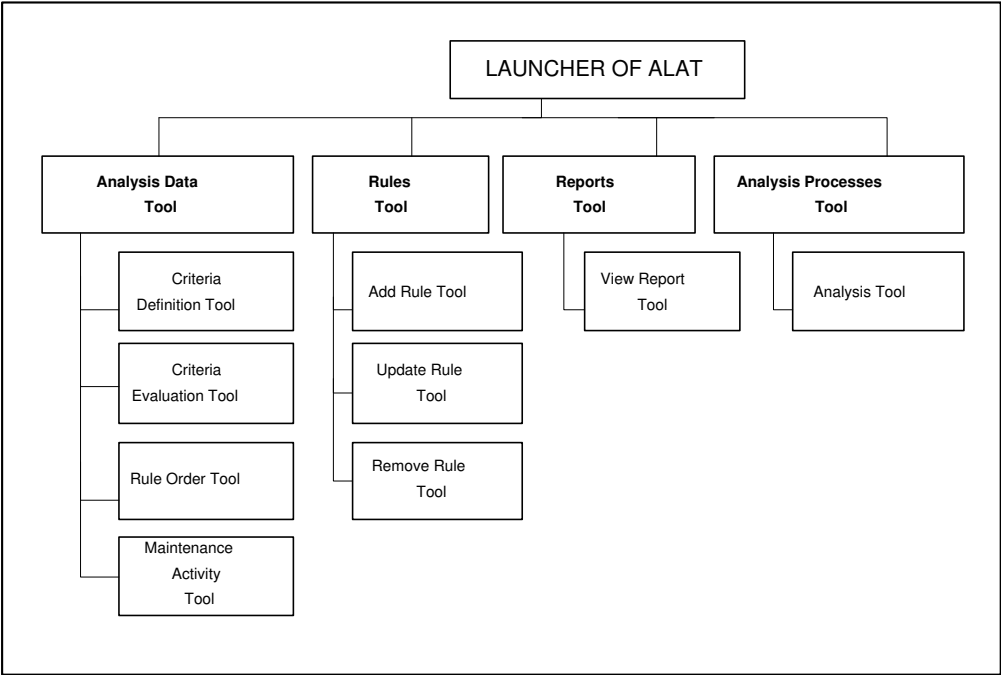 LAUNCHER OF ALAT
Analysis Data
Tool
Rules
Tool
Reports
Tool
Analysis Processes
Tool
Criteria
Definition Tool
Criteria
Evaluation Tool
Rule Order Tool
Maintenance
Activity
Tool
Add Rule Tool
Update Rule
Tool
Remove Rule
Tool
View Report
Tool
Analysis Tool